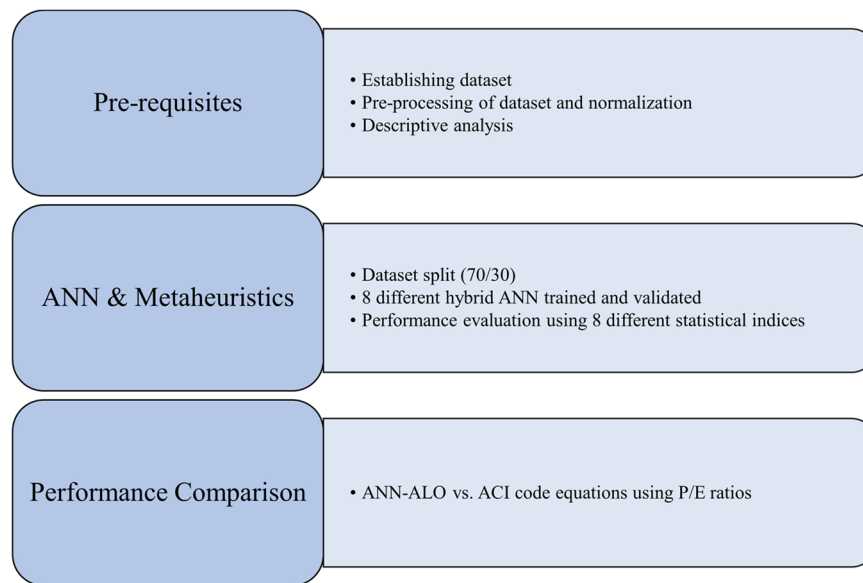 Pre-requisites
• Establishing dataset
• Pre-processing of dataset and normalization
• Descriptive analysis
ANN & Metaheuristics
• Dataset split (70/30)
• 8 different hybrid ANN trained and validated
• Performance evaluation using 8 different statistical indices
Performance Comparison
• ANN-ALO vs. ACI code equations using P/E ratios